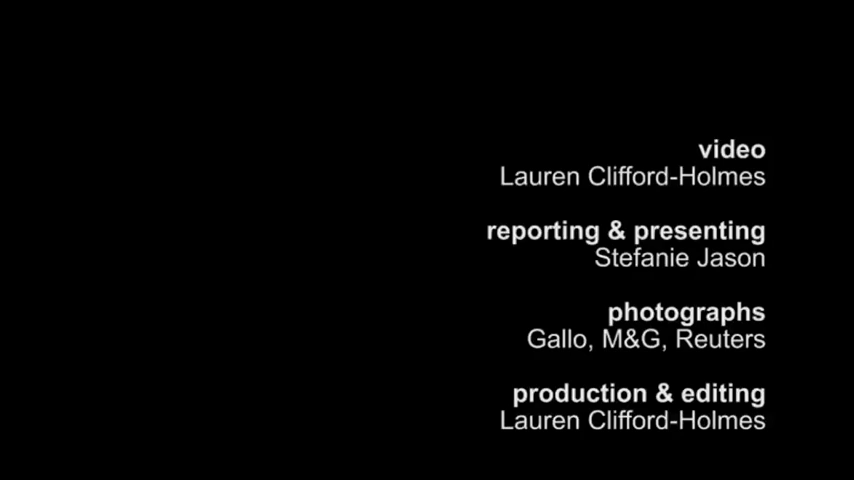 video
Lauren Clifford-Holmes
reporting & presenting
Stefanie Jason
photographs
Gallo, M&G, Reuters
production & editing
Lauren Clifford-Holmes